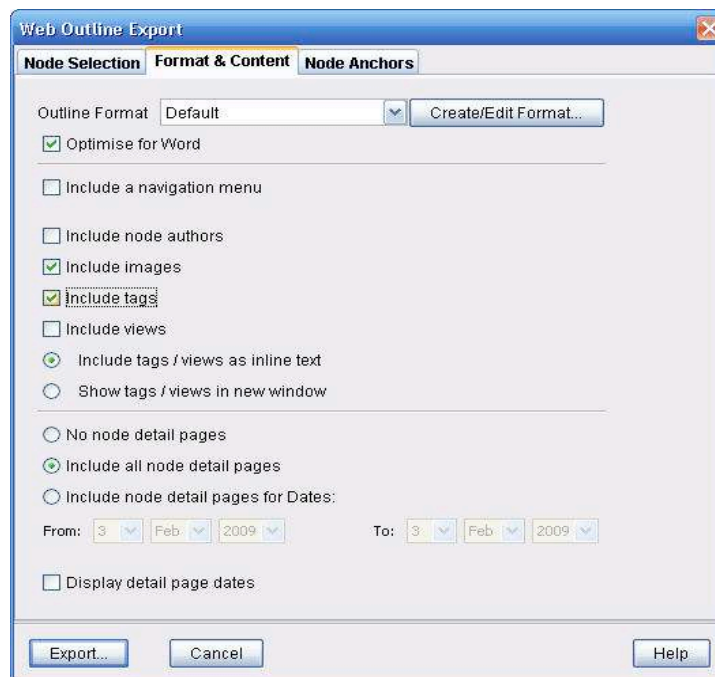 Web Outline Export
Node Selection Format & Content Node Anchors
Outline Format Default Create/Edit Format...
Optimise for Word
Include a navigation menu
Include node authors
Include images
Include tags
Include views
Include tags / views as inline text
Show tags / views in new window
No node detail pages
Include all node detail pages
Include node detail pages for Dates:
From: 3 Feb 2009 To: 3 Feb 2009
Display detail page dates
Export... Cancel Help